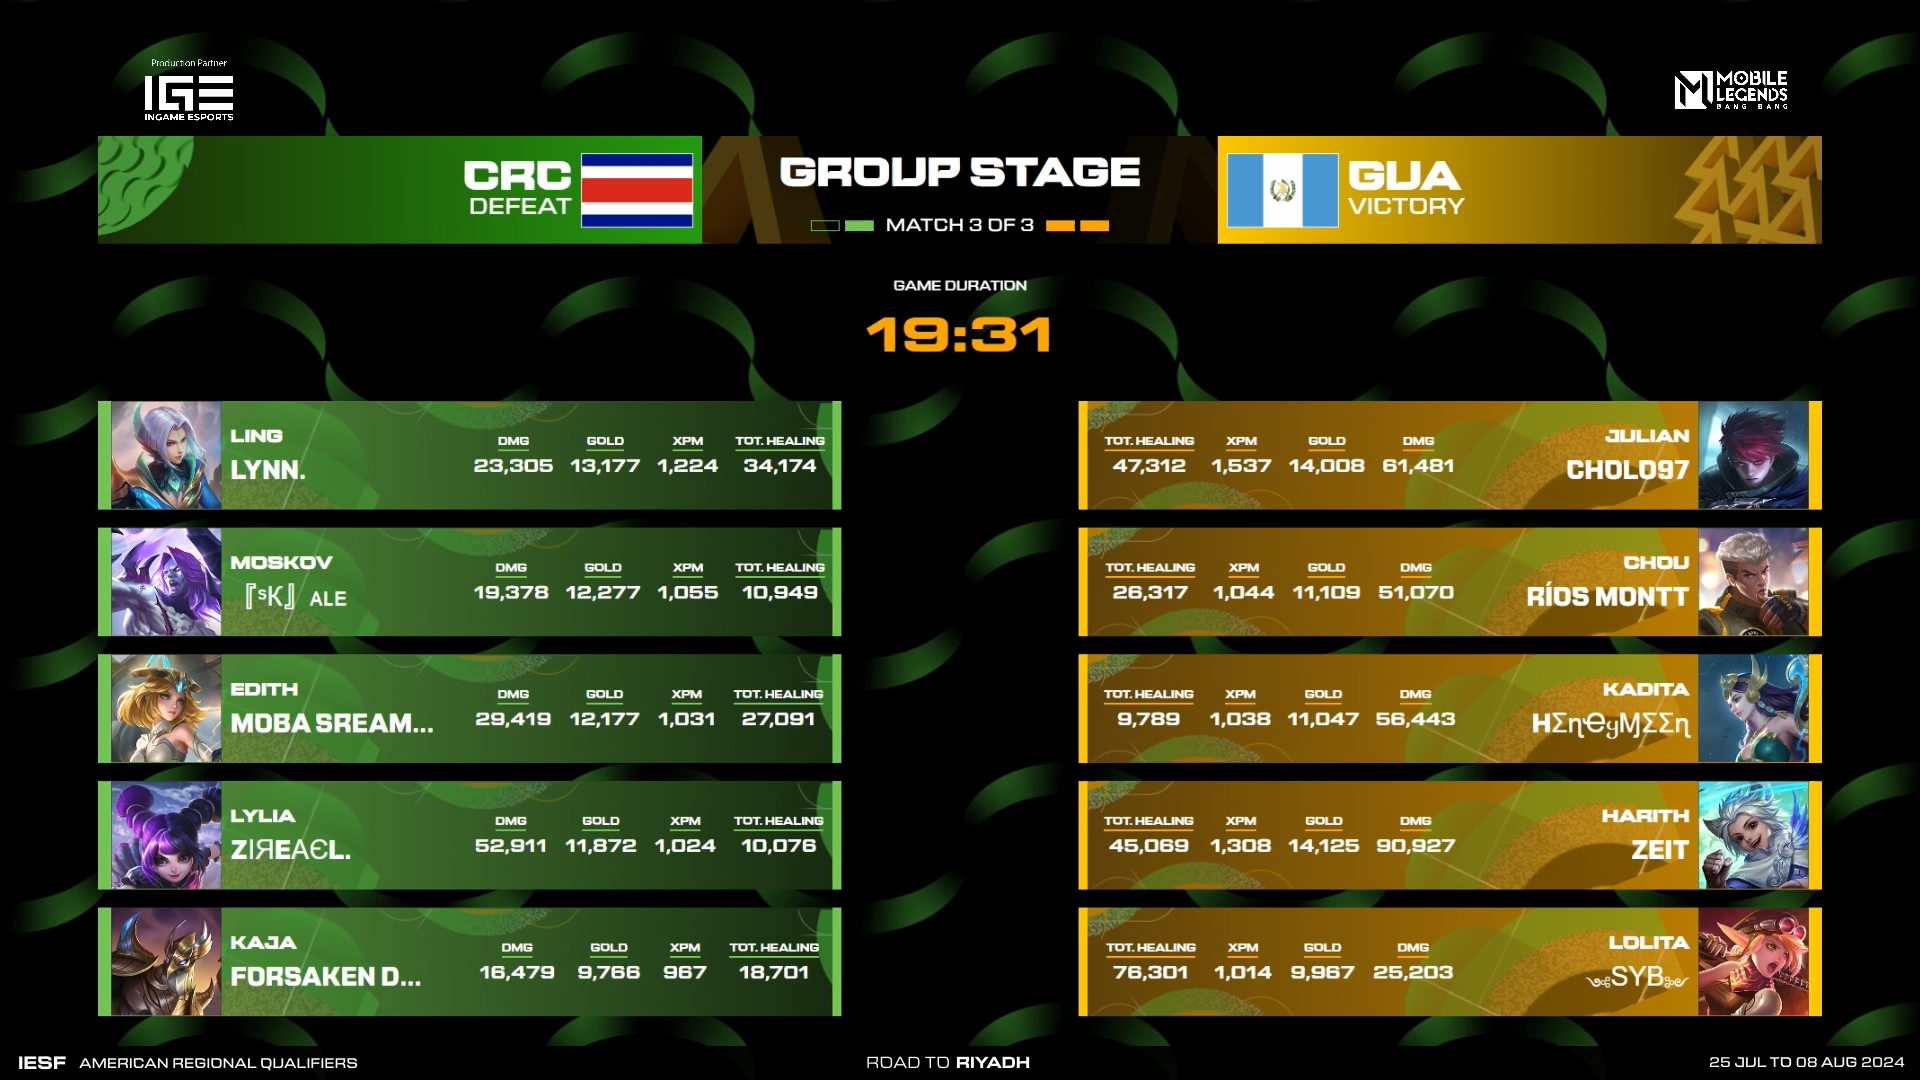 Production Partner
IGE
INGAME ESPORTS
MOBILE
LEGENDS
BANG BANG
CRC
DEFEAT
GROUP STAGE
MATCH 3 OF 3
GUA
VICTORY
GAME DURATION
19:31
LING
LYNN.
DMG GOLD XPM TOT. HEALING
23,305 13,177 1,224 34,174
TOT. HEALING XPM GOLD DMG
47,312 1,537 14,008 61,481
JULIAN
CHOLO97
MOSKOV
『ˢK』 ALE
DMG GOLD XPM TOT. HEALING
19,378 12,277 1,055 10,949
TOT. HEALING XPM GOLD DMG
26,317 1,044 11,109 51,070
CHOU
RÍOS MONTT
EDITH
MOBA SREAM...
DMG GOLD XPM TOT. HEALING
29,419 12,177 1,031 27,091
TOT. HEALING XPM GOLD DMG
9,789 1,038 11,047 56,443
KADITA
LYLIA
ZIЯEAЄL.
DMG GOLD XPM TOT. HEALING
52,911 11,872 1,024 10,076
TOT. HEALING XPM GOLD DMG
45,069 1,308 14,125 90,927
HARITH
ZEIT
KAJA
FORSAKEN D...
DMG GOLD XPM TOT. HEALING
16,479 9,766 967 18,701
TOT. HEALING XPM GOLD DMG
76,301 1,014 9,967 25,203
LOLITA
SYB
IESF AMERICAN REGIONAL QUALIFIERS
ROAD TO RIYADH
25 JUL TO 08 AUG 2024